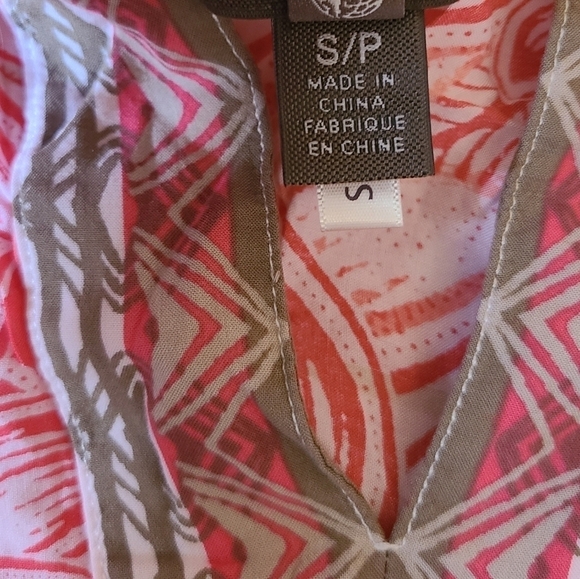 S/P
MADE IN
CHINA
FABRIQUE
EN CHINE
S